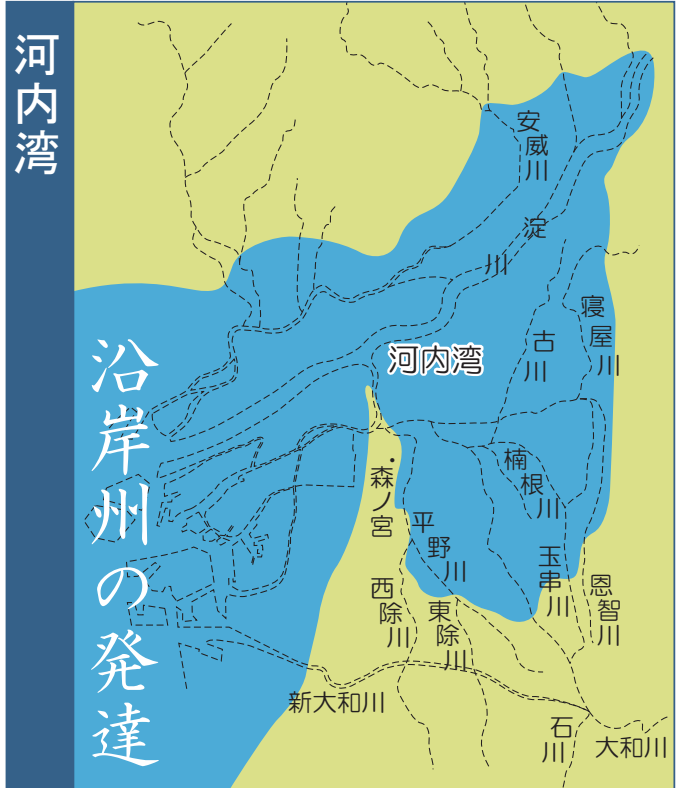 河内湾
沿岸州の発達
安威川
淀川
河内湾
古川
寝屋川
楠根川
・森ノ宮
平野川
玉串川
恩智川
西除川
東除川
新大和川
石川
大和川